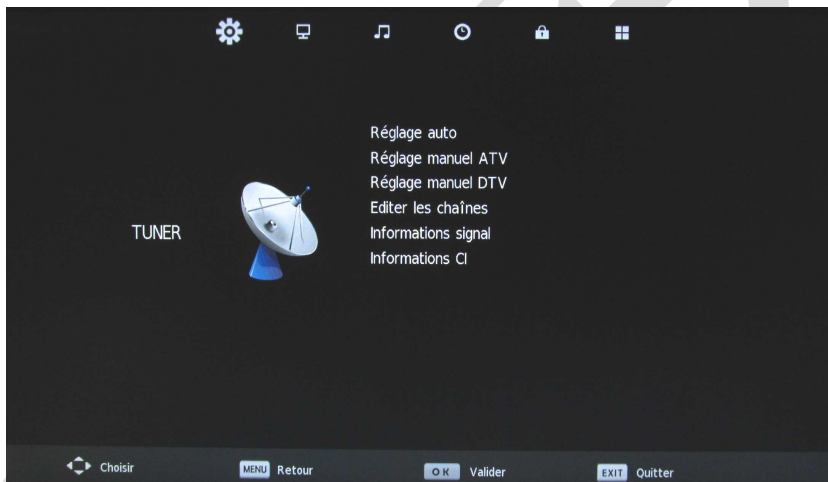 Réglage auto
Réglage manuel ATV
Réglage manuel DTV
Editer les chaînes
TUNER
Informations signal
Informations CI
Choisir MENU Retour OK Valider EXIT Quitter